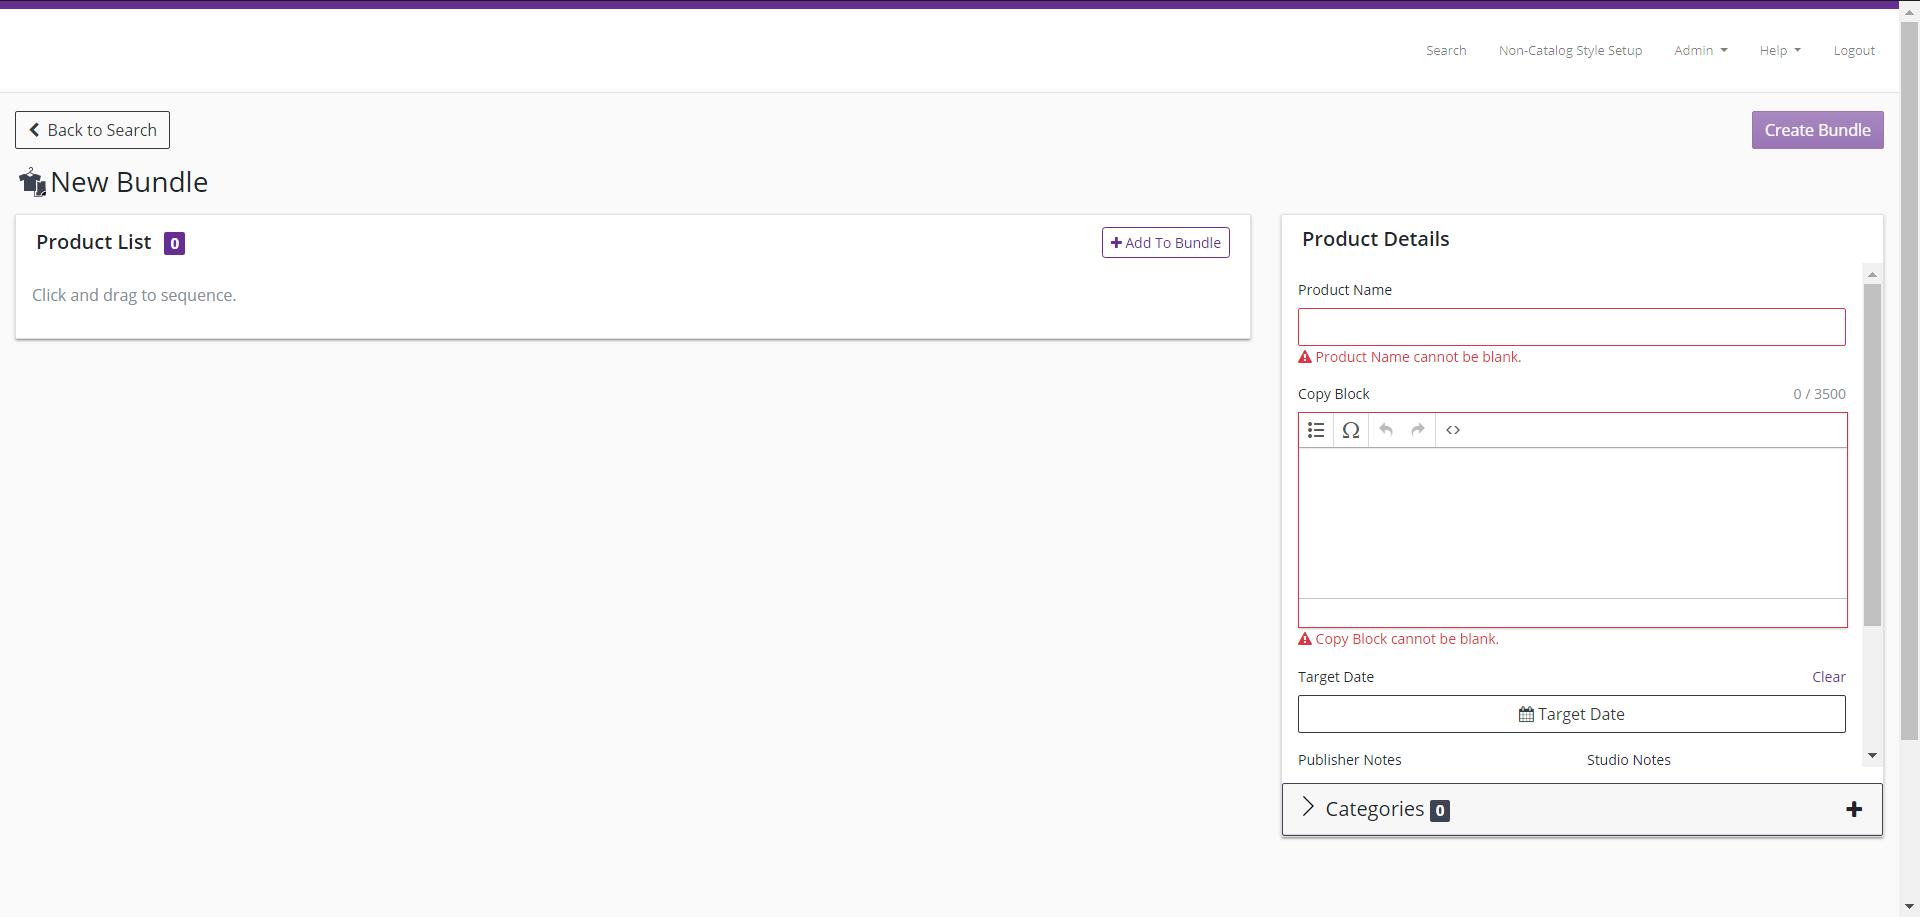 Search Non-Catalog Style Setup Admin Help Logout
Back to Search
Create Bundle
New Bundle
Product List 0
Add To Bundle
Click and drag to sequence.
Product Details
Product Name
Product Name cannot be blank.
Copy Block 0 / 3500
Copy Block cannot be blank.
Target Date Clear
Target Date
Publisher Notes Studio Notes
Categories 0